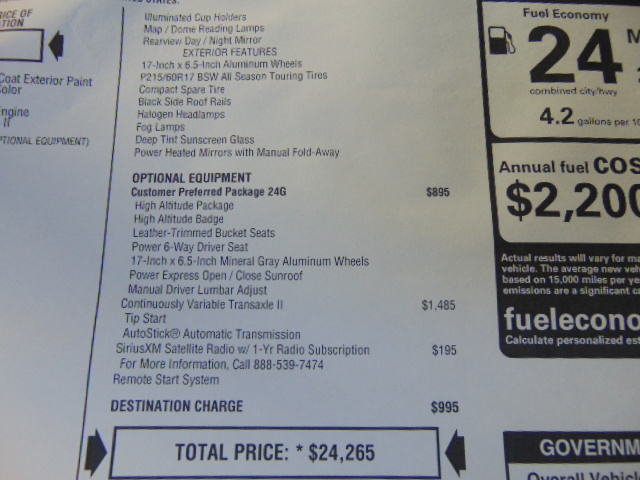 RICE OF
TION
Coat Exterior Paint
Color
Engine
II
PTIONAL EQUIPMENT)
STATES.
Illuminated Cup Holders
Map / Dome Reading Lamps
Rearview Day / Night Mirror
EXTERIOR FEATURES
17-Inch x 6.5-Inch Aluminum Wheels
P215/60R17 BSW All Season Touring Tires
Compact Spare Tire
Black Side Roof Rails
Halogen Headlamps
Fog Lamps
Deep Tint Sunscreen Glass
Power Heated Mirrors with Manual Fold-Away
OPTIONAL EQUIPMENT
Customer Preferred Package 24G $895
High Altitude Package
High Altitude Badge
Leather-Trimmed Bucket Seats
Power 6-Way Driver Seat
17-Inch x 6.5-Inch Mineral Gray Aluminum Wheels
Power Express Open / Close Sunroof
Manual Driver Lumbar Adjust
Continuously Variable Transaxle II $1,485
Tip Start
AutoStick® Automatic Transmission
SiriusXM Satellite Radio w/ 1-Yr Radio Subscription $195
For More Information, Call 888-539-7474
Remote Start System
DESTINATION CHARGE $995
TOTAL PRICE: * $24,265
Fuel Economy
24 M
combined city/hwy
4.2 gallons per 10
Annual fuel COS
$2,200
Actual results will vary for ma
vehicle. The average new veh
based on 15,000 miles per ye
emissions are a significant c
fuelecono
Calculate personalized est
GOVERNM
Overall Vehicl